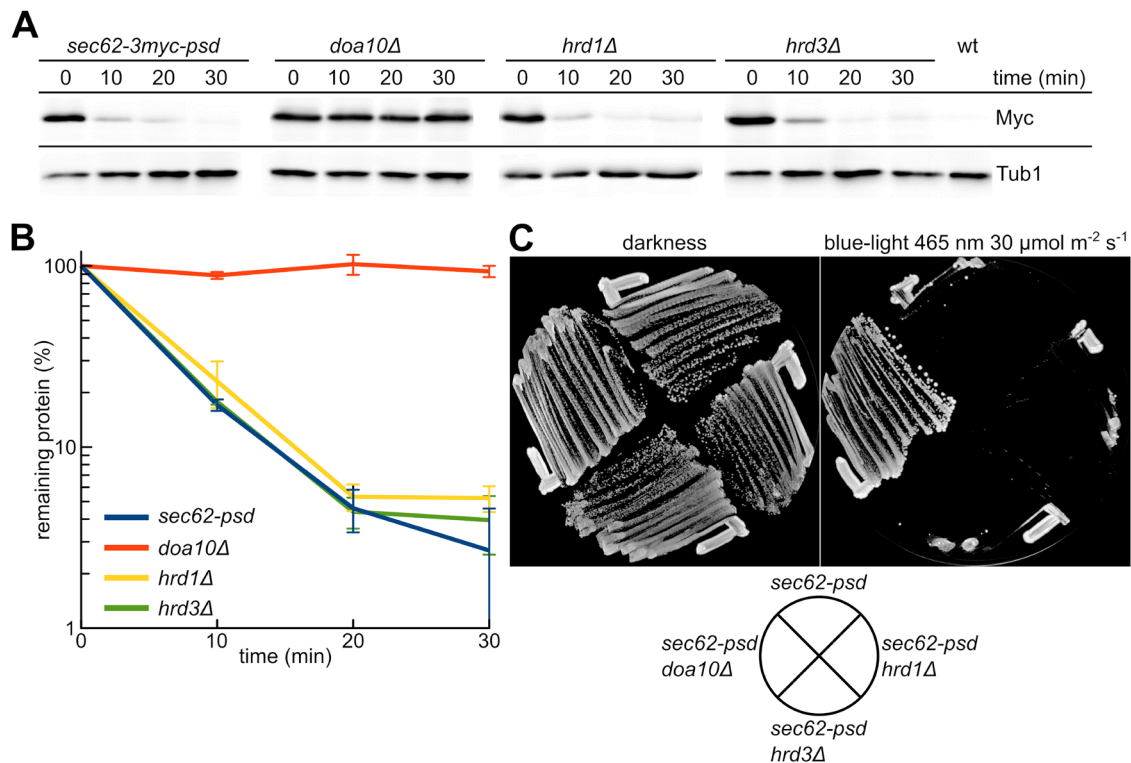 A
sec62-3myc-psd doa10Δ hrd1Δ hrd3Δ wt
0 10 20 30 0 10 20 30 0 10 20 30 0 10 20 30 time (min)
Myc
Tub1
B
100
10
1
remaining protein (%)
sec62-psd
doa10Δ
hrd1Δ
hrd3Δ
0 10 20 30
time (min)
C
darkness blue-light 465 nm 30 µmol m⁻² s⁻¹
sec62-psd
sec62-psd sec62-psd
doa10Δ hrd1Δ
sec62-psd
hrd3Δ